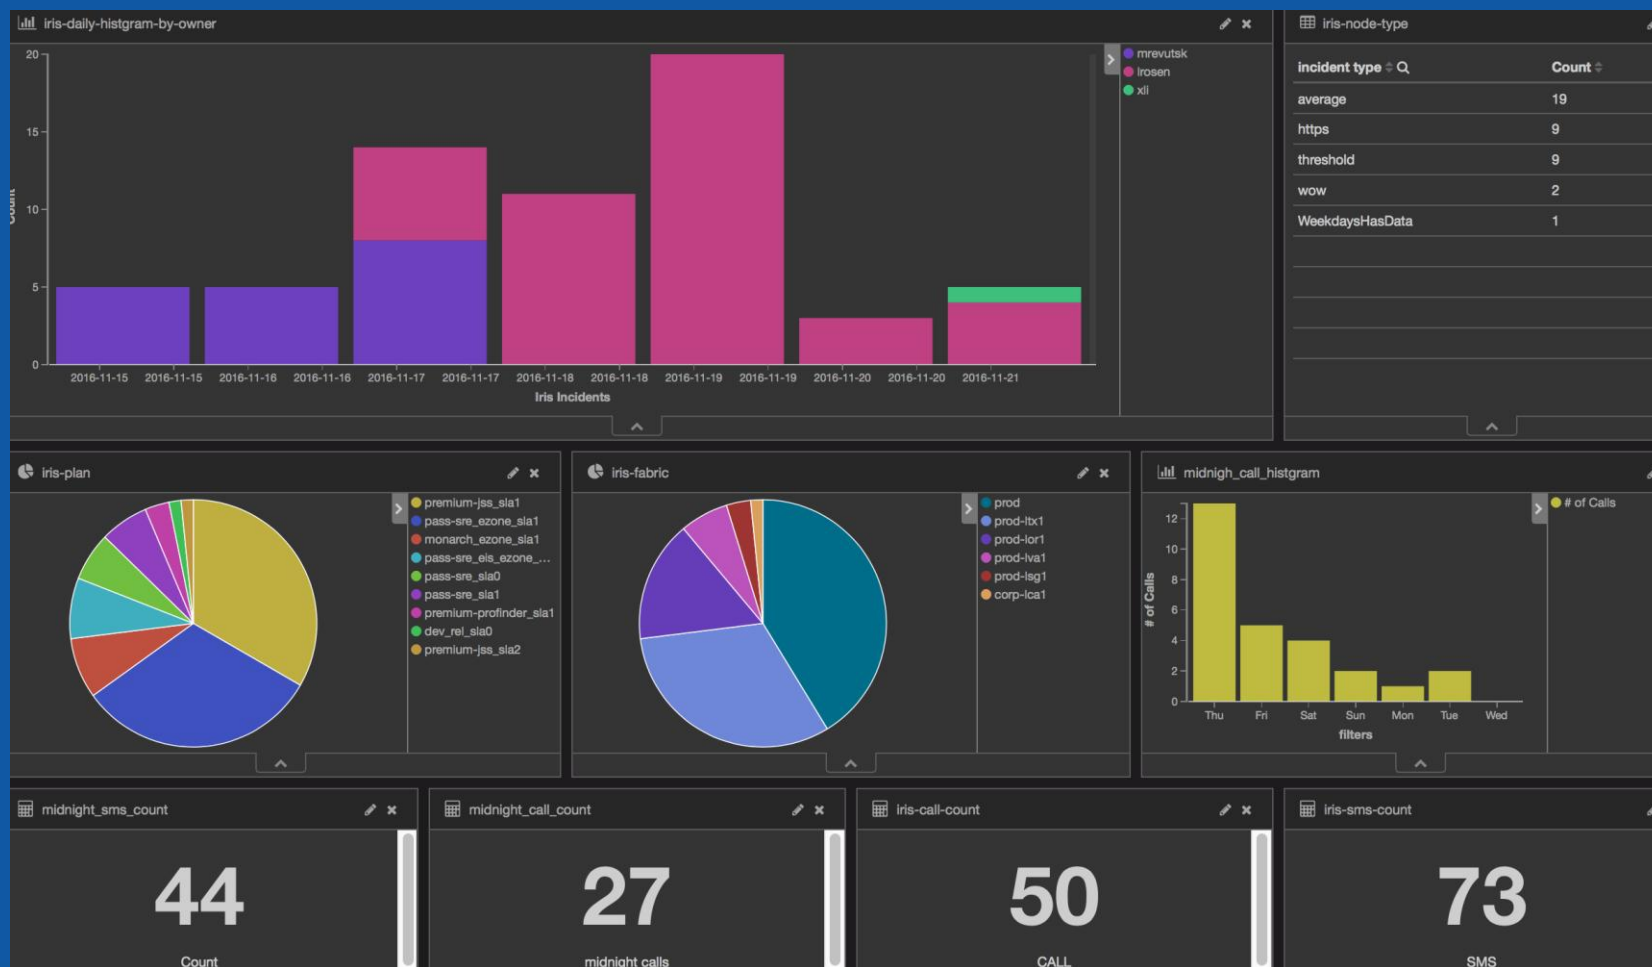 iris-daily-histgram-by-owner
20
15
10
5
0
Count
2016-11-15 2016-11-15 2016-11-16 2016-11-16 2016-11-17 2016-11-17 2016-11-18 2016-11-18 2016-11-19 2016-11-19 2016-11-20 2016-11-20 2016-11-21
Iris Incidents
mrevutsk
lrosen
xli
iris-node-type
incident type Count
average 19
https 9
threshold 9
wow 2
WeekdaysHasData 1
iris-plan
premium-jss_sla1
pass-sre_ezone_sla1
monarch_ezone_sla1
pass-sre_eis_ezone_...
pass-sre_sla0
pass-sre_sla1
premium-profinder_sla1
dev_rel_sla0
premium-jss_sla2
iris-fabric
prod
prod-ltx1
prod-lor1
prod-lva1
prod-lsg1
corp-lca1
midnigh_call_histgram
12
10
8
6
4
2
0
# of Calls
Thu Fri Sat Sun Mon Tue Wed
filters
# of Calls
midnight_sms_count
44
Count
midnight_call_count
27
midnight calls
iris-call-count
50
CALL
iris-sms-count
73
SMS